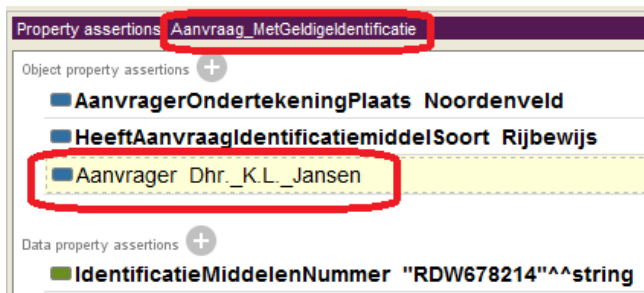 Property assertions: Aanvraag_MetGeldigeIdentificatie
Object property assertions
AanvragerOndertekeningPlaats Noordenveld
HeeftAanvraagIdentificatiemiddelSoort Rijbewijs
Aanvrager Dhr._K.L._Jansen
Data property assertions
IdentificatieMiddelenNummer "RDW678214"^^string